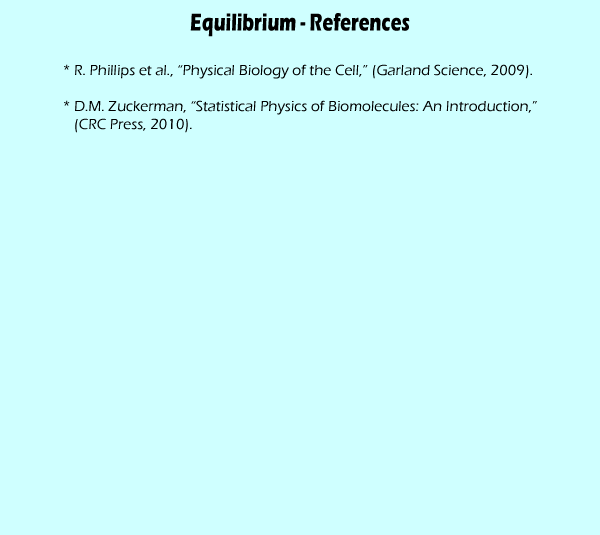 Equilibrium - References
* R. Phillips et al., “Physical Biology of the Cell,” (Garland Science, 2009).
* D.M. Zuckerman, “Statistical Physics of Biomolecules: An Introduction,”
(CRC Press, 2010).